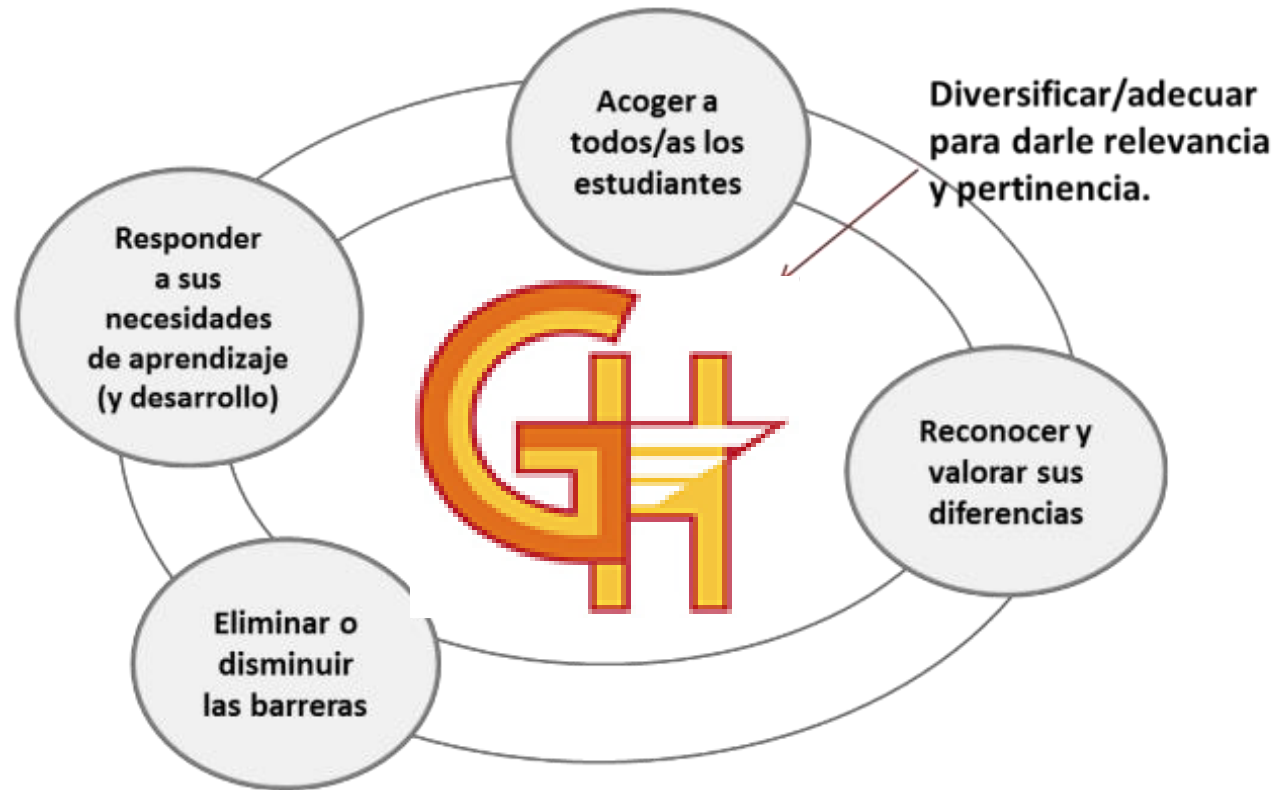 Acoger a
todos/as los
estudiantes
Diversificar/adecuar
para darle relevancia
y pertinencia.
Responder
a sus
necesidades
de aprendizaje
(y desarrollo)
GH
Reconocer y
valorar sus
diferencias
Eliminar o
disminuir
las barreras